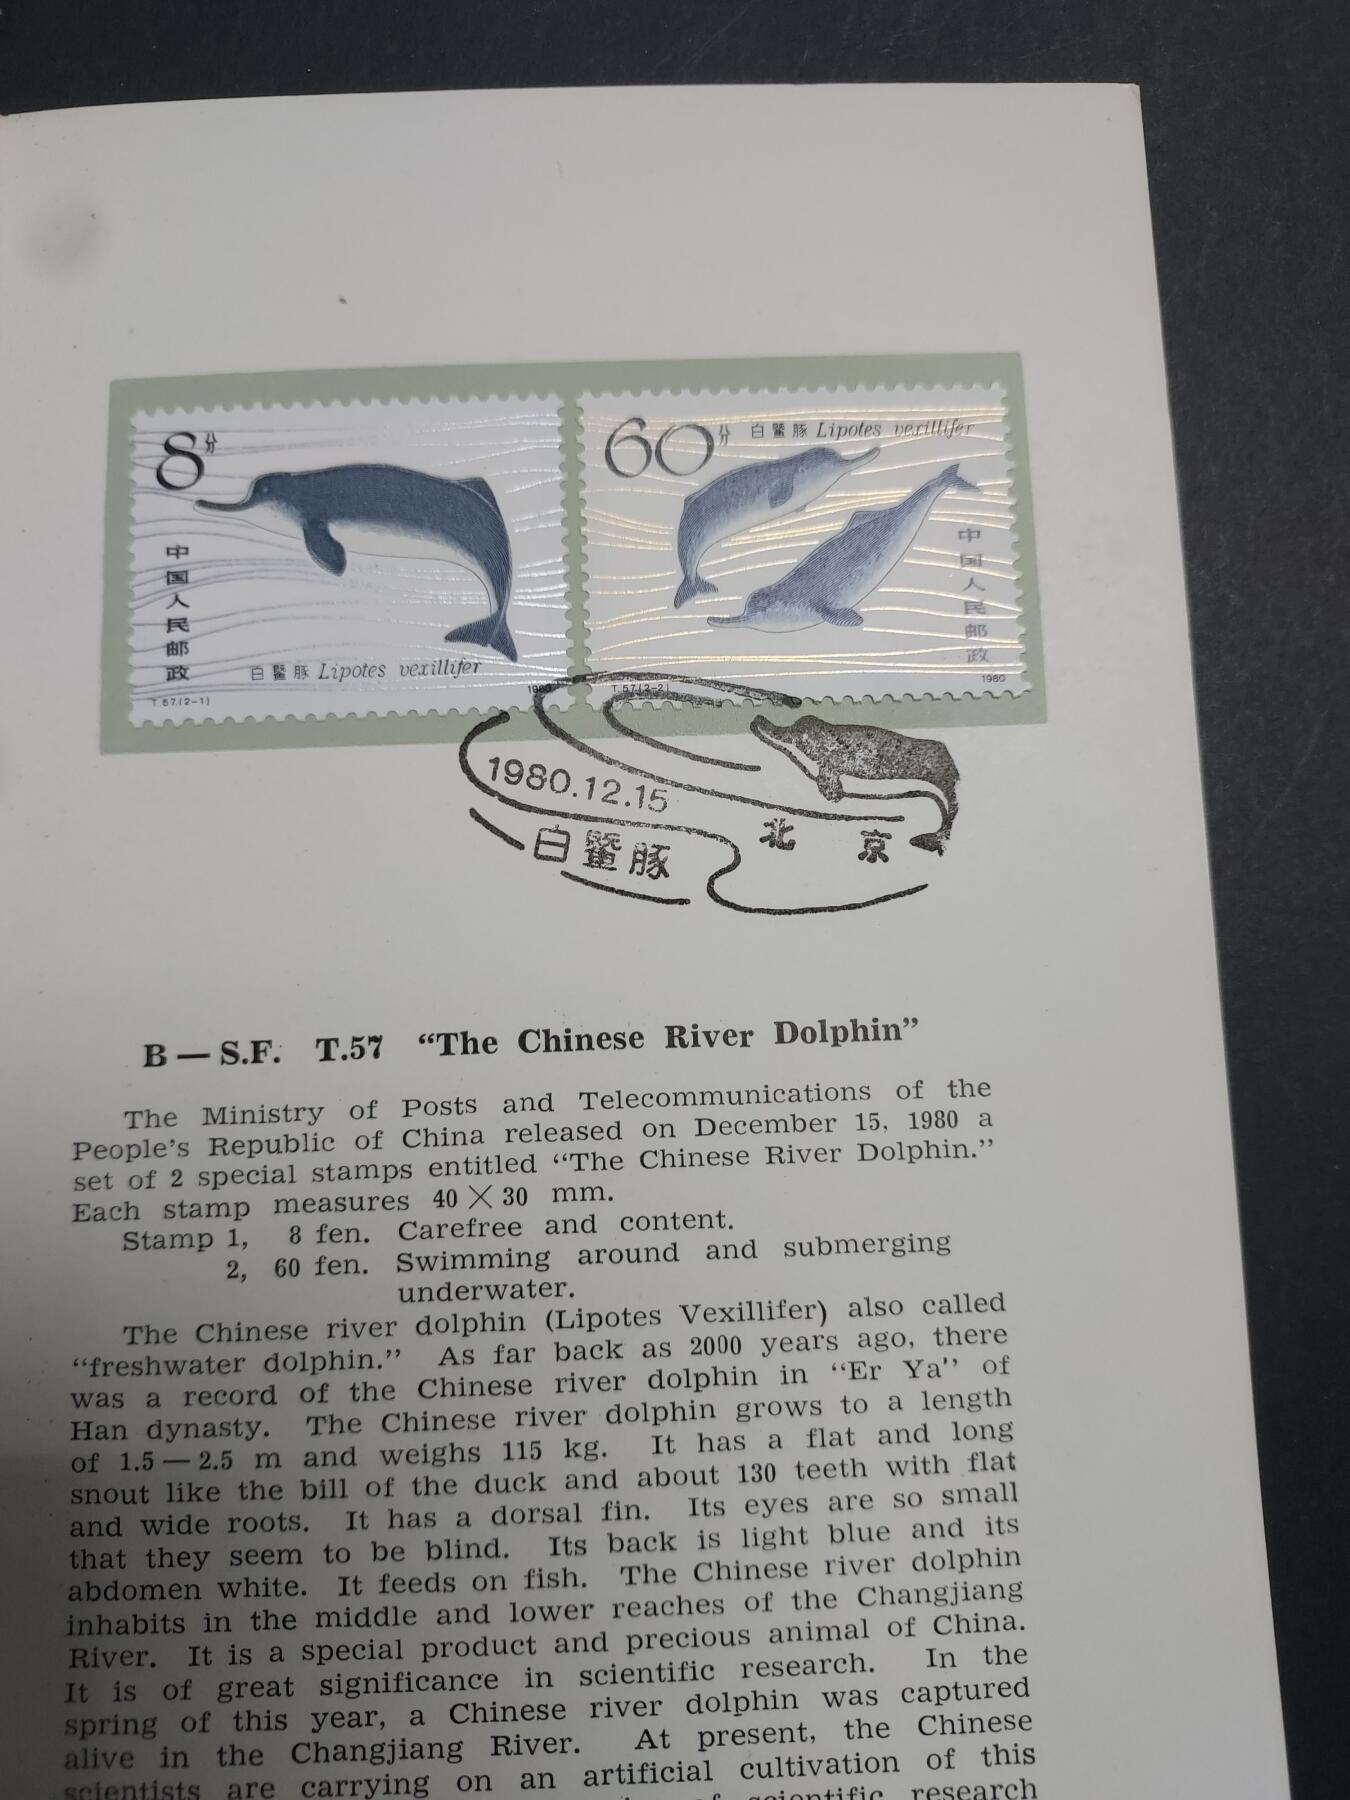 8分
中国人民邮政
白鱀豚 Lipotes vexillifer
T.57.(2-1)
1980
60分
白鱀豚 Lipotes vexillifer
中国人民邮政
T.57.(2-2)
1980
1980.12.15
白鱀豚
北京
B — S.F. T.57 “The Chinese River Dolphin”
The Ministry of Posts and Telecommunications of the
People's Republic of China released on December 15, 1980 a
set of 2 special stamps entitled “The Chinese River Dolphin.”
Each stamp measures 40 × 30 mm.
Stamp 1, 8 fen. Carefree and content.
2, 60 fen. Swimming around and submerging
underwater.
The Chinese river dolphin (Lipotes Vexillifer) also called
“freshwater dolphin.” As far back as 2000 years ago, there
was a record of the Chinese river dolphin in “Er Ya” of
Han dynasty. The Chinese river dolphin grows to a length
of 1.5 — 2.5 m and weighs 115 kg. It has a flat and long
snout like the bill of the duck and about 130 teeth with flat
and wide roots. It has a dorsal fin. Its eyes are so small
that they seem to be blind. Its back is light blue and its
abdomen white. It feeds on fish. The Chinese river dolphin
inhabits in the middle and lower reaches of the Changjiang
River. It is a special product and precious animal of China.
It is of great significance in scientific research. In the
spring of this year, a Chinese river dolphin was captured
alive in the Changjiang River. At present, the Chinese
scientists are carrying on an artificial cultivation of this
of scientific research